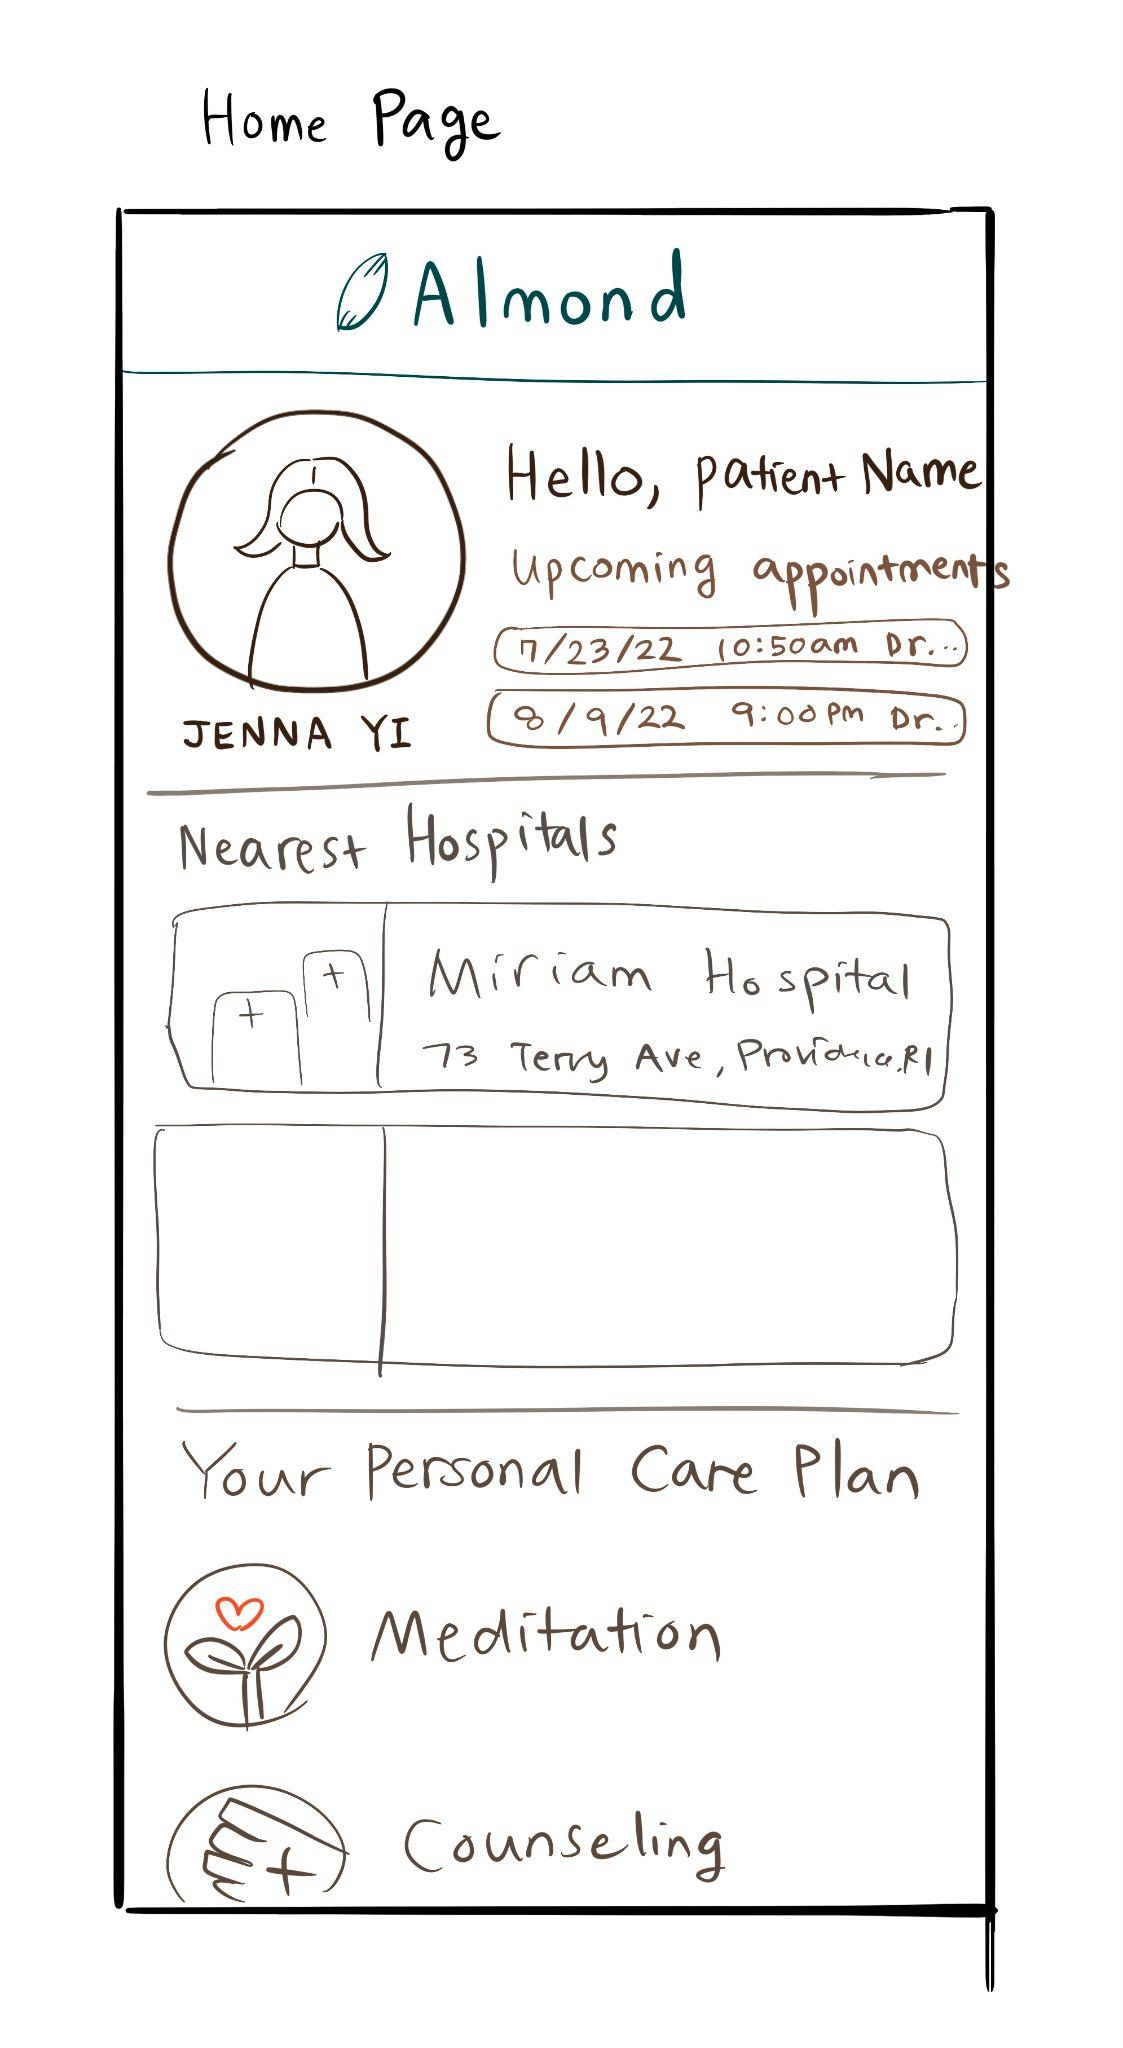 Home Page
Almond
Hello, patient Name
Upcoming appointments
7/23/22 10:50am Dr...
8/9/22 9:00PM Dr..
JENNA YI
Nearest Hospitals
Miriam Hospital
73 Terry Ave, Providence, RI
Your Personal Care Plan
Meditation
Counseling